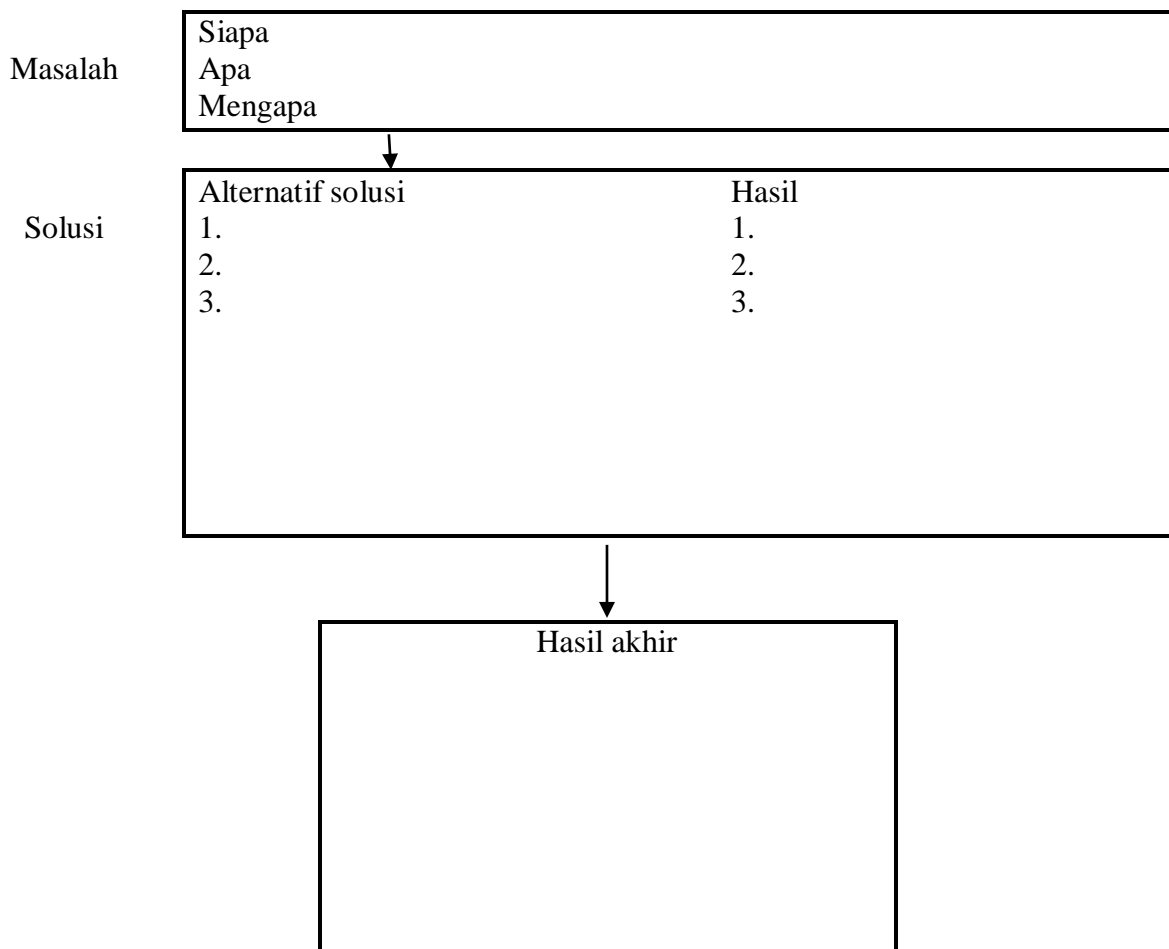 Siapa
Masalah
Apa
Mengapa
Alternatif solusi
Hasil
Solusi
1.
1.
2.
2.
3.
3.
Hasil akhir